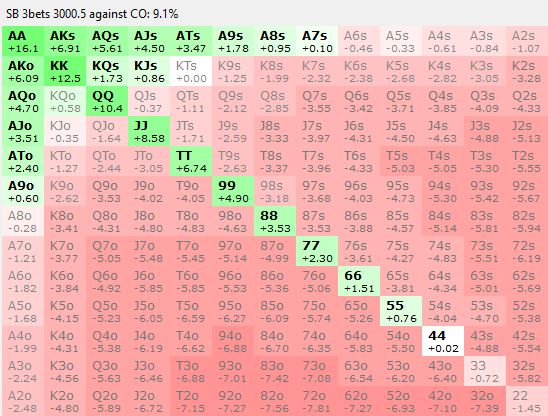 SB 3bets 3000.5 against CO: 9.1%
AA AKs AQs AJs ATs A9s A8s A7s A6s A5s A4s A3s A2s
+16.1 +6.91 +5.61 +4.50 +3.47 +1.78 +0.95 +0.10 -0.46 -0.33 -0.61 -0.84 -1.07
AKo KK KQs KJs KTs K9s K8s K7s K6s K5s K4s K3s K2s
+6.09 +12.5 +1.73 +0.86 +0.00 -1.25 -1.99 -2.32 -2.38 -2.68 -2.82 -3.05 -3.28
AQo KQo QQ QJs QTs Q9s Q8s Q7s Q6s Q5s Q4s Q3s Q2s
+4.70 +0.58 +10.4 -0.37 -1.11 -2.12 -2.85 -3.55 -3.42 -3.71 -3.85 -4.09 -4.33
AJo KJo QJo JJ JTs J9s J8s J7s J6s J5s J4s J3s J2s
+3.51 -0.35 -1.64 +8.58 -1.71 -2.59 -3.33 -3.97 -4.31 -4.50 -4.63 -4.88 -5.13
ATo KTo QTo JTo TT T9s T8s T7s T6s T5s T4s T3s T2s
+2.40 -1.27 -2.44 -3.05 +6.74 -2.63 -3.37 -3.96 -4.33 -5.03 -5.05 -5.30 -5.55
A9o K9o Q9o J9o T9o 99 98s 97s 96s 95s 94s 93s 92s
+0.60 -2.62 -3.53 -4.02 -4.05 +4.90 -3.18 -3.68 -4.03 -4.73 -5.30 -5.42 -5.67
A8o K8o Q8o J8o T8o 98o 88 87s 86s 85s 84s 83s 82s
-0.28 -3.41 -4.31 -4.80 -4.83 -4.63 +3.53 -3.53 -3.88 -4.57 -5.14 -5.81 -5.94
A7o K7o Q7o J7o T7o 97o 87o 77 76s 75s 74s 73s 72s
-1.21 -3.77 -5.05 -5.48 -5.45 -5.14 -4.99 +2.30 -3.61 -4.27 -4.83 -5.51 -6.19
A6o K6o Q6o J6o T6o 96o 86o 76o 66 65s 64s 63s 62s
-1.82 -3.84 -4.92 -5.85 -5.85 -5.53 -5.36 -5.06 +1.51 -3.81 -4.34 -5.01 -5.69
A5o K5o Q5o J5o T5o 95o 85o 75o 65o 55 54s 53s 52s
-1.68 -4.15 -5.23 -6.05 -6.59 -6.27 -6.09 -5.74 -5.26 +0.76 -4.04 -4.70 -5.38
A4o K4o Q4o J4o T4o 94o 84o 74o 64o 54o 44 43s 42s
-1.99 -4.31 -5.38 -6.19 -6.62 -6.88 -6.70 -6.35 -5.83 -5.50 +0.02 -4.88 -5.54
A3o K3o Q3o J3o T3o 93o 83o 73o 63o 53o 43o 33 32s
-2.24 -4.56 -5.63 -6.46 -6.88 -7.01 -7.42 -7.08 -6.54 -6.20 -6.40 -0.72 -5.82
A2o K2o Q2o J2o T2o 92o 82o 72o 62o 52o 42o 32o 22
-2.48 -4.80 -5.89 -6.72 -7.15 -7.27 -7.56 -7.81 -7.27 -6.93 -7.10 -7.39 -1.45